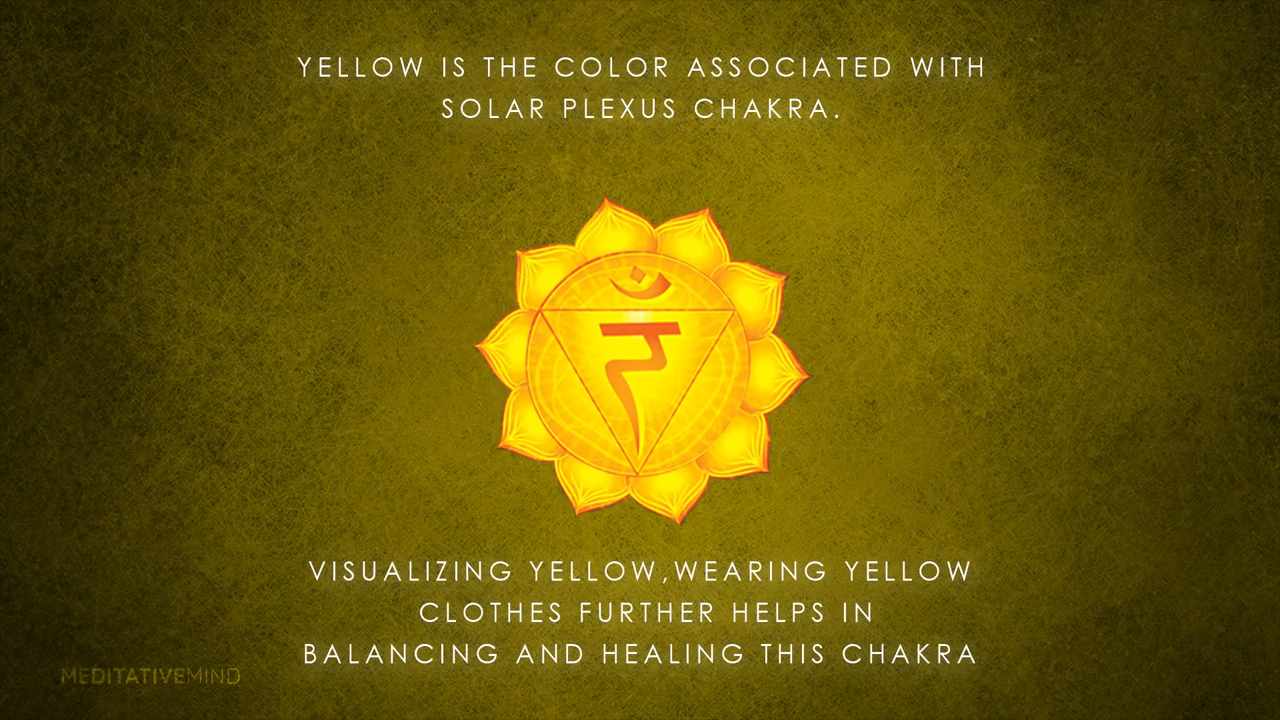 YELLOW IS THE COLOR ASSOCIATED WITH
SOLAR PLEXUS CHAKRA.
रं
VISUALIZING YELLOW,WEARING YELLOW
CLOTHES FURTHER HELPS IN
BALANCING AND HEALING THIS CHAKRA
MEDITATIVEMIND